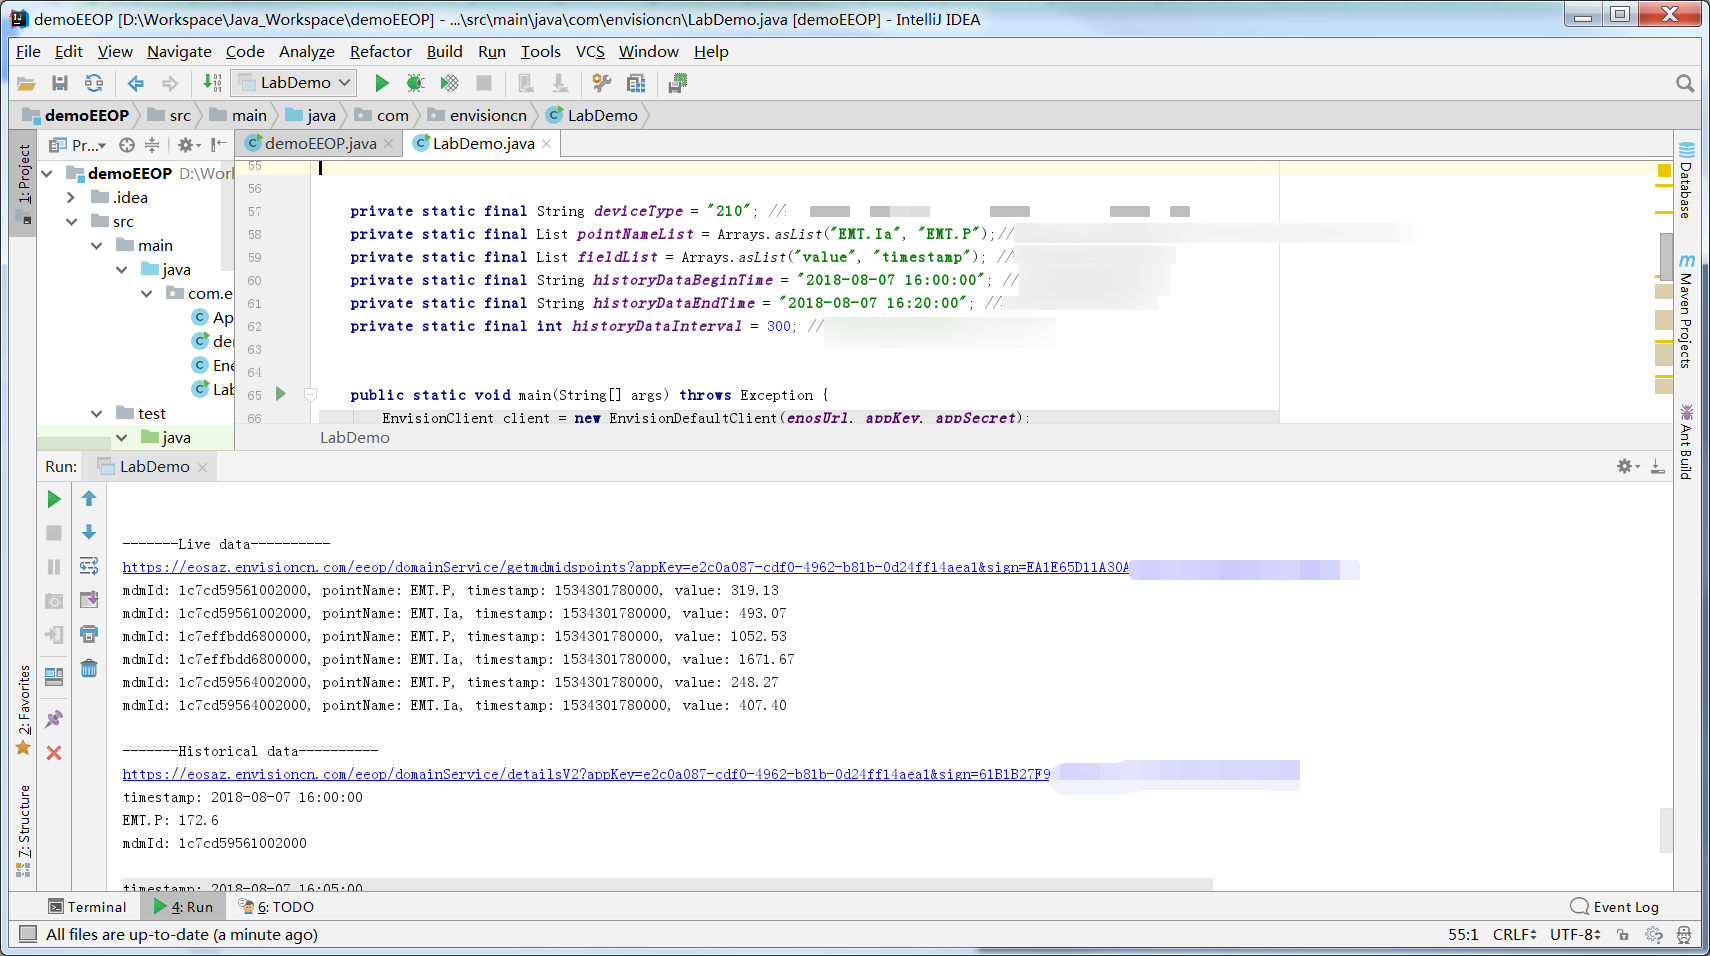 demoEEOP [D:\Workspace\Java_Workspace\demoEEOP] - ...\src\main\java\com\envisioncn\LabDemo.java [demoEEOP] - IntelliJ IDEA
File Edit View Navigate Code Analyze Refactor Build Run Tools VCS Window Help
LabDemo
demoEEOP src main java com envisioncn LabDemo
1: Project
Pr...
demoEEOP.java LabDemo.java
demoEEOP D:\Worl
.idea
src
main
java
com.e
Ap
de
Ene
Lab
test
java
55
56
57 private static final String deviceType = "210"; //
58 private static final List pointNameList = Arrays.asList("EMT.Ia", "EMT.P");//
59 private static final List fieldList = Arrays.asList("value", "timestamp"); //
60 private static final String historyDataBeginTime = "2018-08-07 16:00:00"; //
61 private static final String historyDataEndTime = "2018-08-07 16:20:00"; //
62 private static final int historyDataInterval = 300; //
63
64
65 public static void main(String[] args) throws Exception {
66 EnvisionClient client = new EnvisionDefaultClient(enosUrl, appKey, appSecret);
LabDemo
Database
Maven Projects
Ant Build
Run: LabDemo
-------Live data----------
https://eosaz.envisioncn.com/eeop/domainService/getmdmidspoints?appKey=e2c0a087-cdf0-4962-b81b-0d24ff14aea1&sign=EA1E65D11A30A
mdmId: 1c7cd59561002000, pointName: EMT.P, timestamp: 1534301780000, value: 319.13
mdmId: 1c7cd59561002000, pointName: EMT.Ia, timestamp: 1534301780000, value: 493.07
mdmId: 1c7effbdd6800000, pointName: EMT.P, timestamp: 1534301780000, value: 1052.53
mdmId: 1c7effbdd6800000, pointName: EMT.Ia, timestamp: 1534301780000, value: 1671.67
mdmId: 1c7cd59564002000, pointName: EMT.P, timestamp: 1534301780000, value: 248.27
mdmId: 1c7cd59564002000, pointName: EMT.Ia, timestamp: 1534301780000, value: 407.40
-------Historical data----------
https://eosaz.envisioncn.com/eeop/domainService/detailsV2?appKey=e2c0a087-cdf0-4962-b81b-0d24ff14aea1&sign=61B1B27F9
timestamp: 2018-08-07 16:00:00
EMT.P: 172.6
mdmId: 1c7cd59561002000
timestamp: 2018-08-07 16:05:00
2: Favorites
7: Structure
Terminal 4: Run 6: TODO Event Log
All files are up-to-date (a minute ago) 55:1 CRLF UTF-8